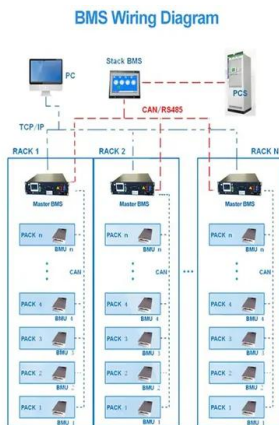 BMS Wiring Diagram
PC
Stack BMS
PCS
CAN/RS485
TCP/IP
RACK 1
RACK 2
RACK N
Master BMS
Master BMS
Master BMS
PACK n
PACK n
PACK n
BMU n
BMU n
BMU n
CAN
CAN
CAN
PACK 4
PACK 4
PACK 4
BMU 4
BMU 4
BMU 4
PACK 3
PACK 3
PACK 3
BMU 3
BMU 3
BMU 3
PACK 2
PACK 2
PACK 2
BMU 2
BMU 2
BMU 2
PACK 1
PACK 1
PACK 1
BMU 1
BMU 1
BMU 1